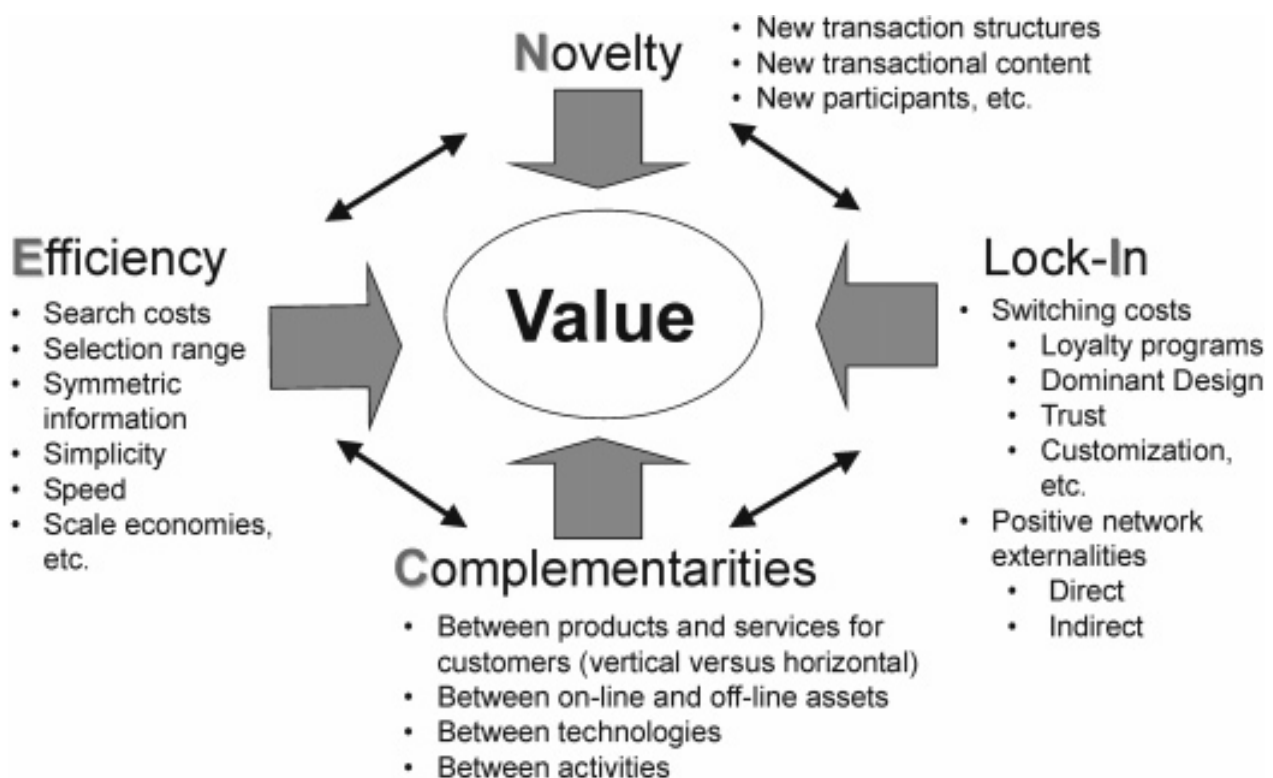 Novelty
• New transaction structures
• New transactional content
• New participants, etc.
Efficiency
• Search costs
• Selection range
• Symmetric
information
• Simplicity
• Speed
• Scale economies,
etc.
Value
Lock-In
• Switching costs
• Loyalty programs
• Dominant Design
• Trust
• Customization,
etc.
• Positive network
externalities
• Direct
• Indirect
Complementarities
• Between products and services for
customers (vertical versus horizontal)
• Between on-line and off-line assets
• Between technologies
• Between activities